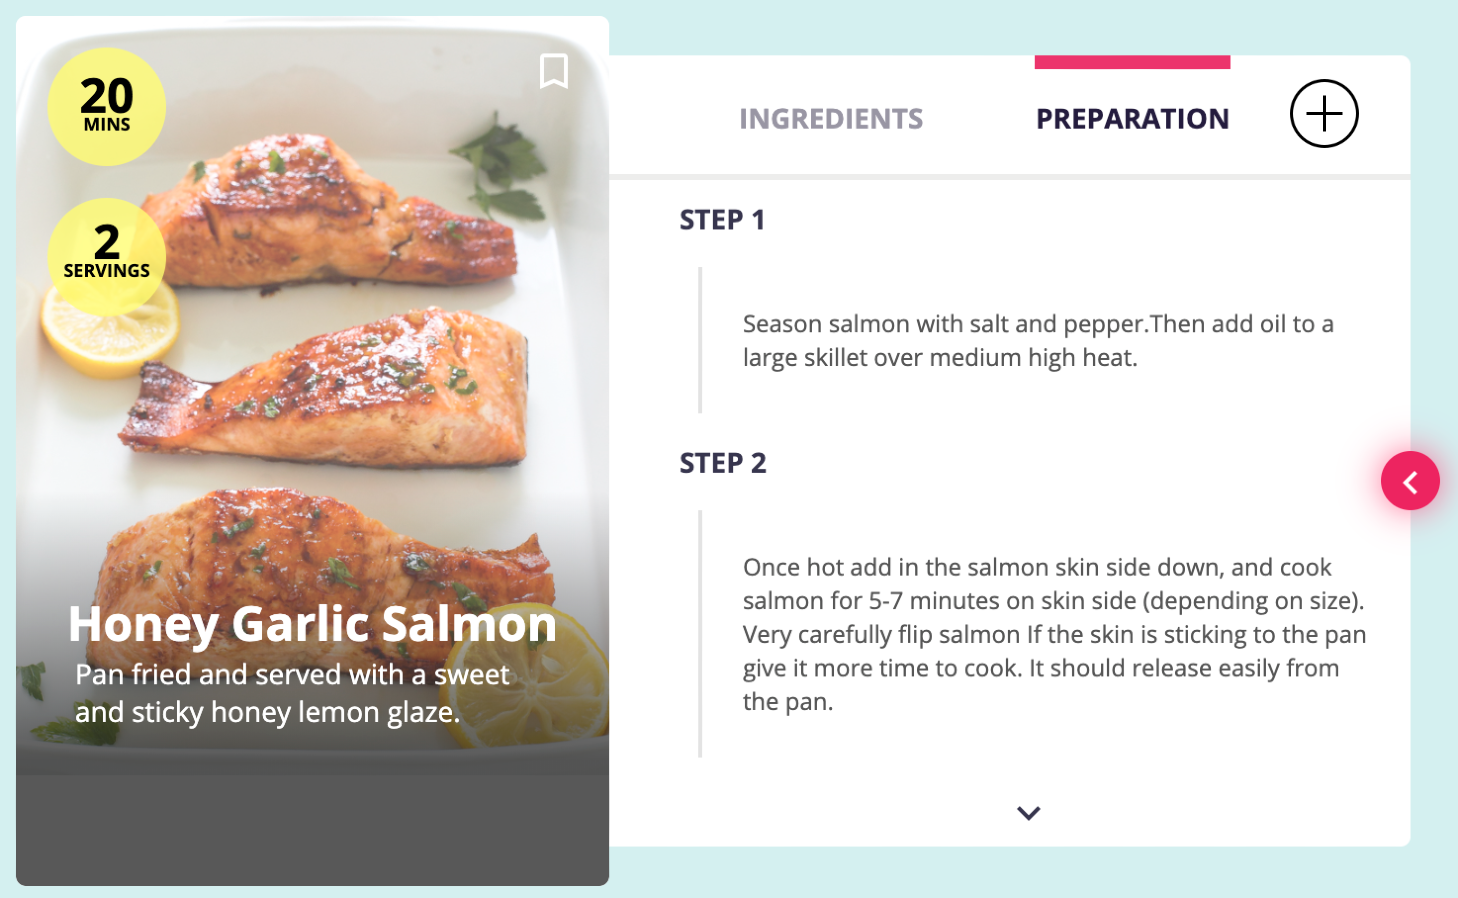 20
MINS
2
SERVINGS
Honey Garlic Salmon
Pan fried and served with a sweet
and sticky honey lemon glaze.
INGREDIENTS
PREPARATION
STEP 1
Season salmon with salt and pepper.Then add oil to a
large skillet over medium high heat.
STEP 2
Once hot add in the salmon skin side down, and cook
salmon for 5-7 minutes on skin side (depending on size).
Very carefully flip salmon If the skin is sticking to the pan
give it more time to cook. It should release easily from
the pan.